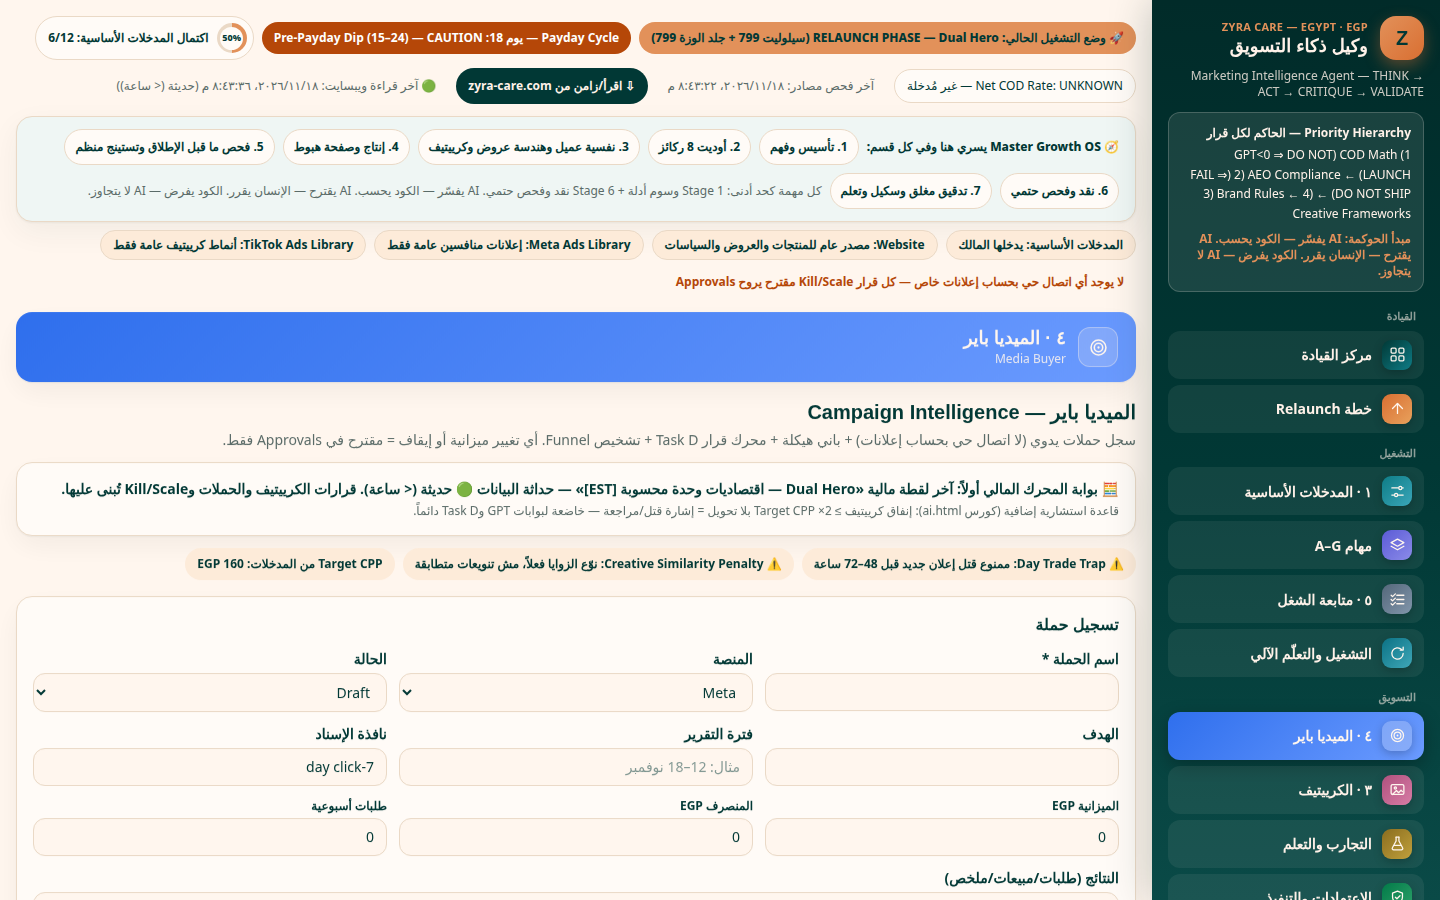 ZYRA CARE — EGYPT · EGP
وكيل ذكاء التسويق
Z
Marketing Intelligence Agent — THINK →
ACT → CRITIQUE → VALIDATE
Priority Hierarchy — الحاكم لكل قرار
1) COD Math (GPT<0 ⇒ DO NOT
LAUNCH) ← 2) AEO Compliance (FAIL ⇒
DO NOT SHIP) ← 3) Brand Rules ← 4)
Creative Frameworks
مبدأ الحوكمة: AI يفسّر — الكود يحسب. AI
يقترح — الإنسان يقرر. الكود يفرض — AI لا
يتجاوز.
القيادة
مركز القيادة
خطة Relaunch
التشغيل
١ · المدخلات الأساسية
مهام A–G
٥ · متابعة الشغل
التشغيل والتعلّم الآلي
التسويق
٤ · الميديا باير
٣ · الكرييتيف
التجارب والتعلم
الاعتمادات والتنفيذ
🚀 وضع التشغيل الحالي: RELAUNCH PHASE — Dual Hero (سيلوليت 799 + جلد الوزة 799)
Payday Cycle — يوم 18: Pre-Payday Dip (15–24) — CAUTION
50%
اكتمال المدخلات الأساسية: 6/12
Net COD Rate: UNKNOWN — غير مُدخلة
آخر فحص مصادر: ٢٠٢٦/١١/١٨، ٨:٤٣:٢٢ م
⇩ اقرأ/زامن من zyra-care.com
🟢 آخر قراءة ويبسايت: ٢٠٢٦/١١/١٨، ٨:٤٣:٣٦ م (حديثة (< ساعة))
🧭 Master Growth OS يسري هنا وفي كل قسم:
1. تأسيس وفهم
2. أوديت 8 ركائز
3. نفسية عميل وهندسة عروض وكرييتيف
4. إنتاج وصفحة هبوط
5. فحص ما قبل الإطلاق وتستينج منظم
6. نقد وفحص حتمي
7. تدقيق مغلق وسكيل وتعلم
كل مهمة كحد أدنى: Stage 1 وسوم أدلة + Stage 6 نقد وفحص حتمي. AI يفسّر — الكود يحسب. AI يقترح — الإنسان يقرر. الكود يفرض — AI لا يتجاوز.
المدخلات الأساسية: يدخلها المالك
Website: مصدر عام للمنتجات والعروض والسياسات
Meta Ads Library: إعلانات منافسين عامة فقط
TikTok Ads Library: أنماط كرييتيف عامة فقط
لا يوجد أي اتصال حي بحساب إعلانات خاص — كل قرار Kill/Scale مقترح يروح Approvals
٤ · الميديا باير
Media Buyer
الميديا باير — Campaign Intelligence
سجل حملات يدوي (لا اتصال حي بحساب إعلانات) + باني هيكلة + محرك قرار Task D + تشخيص Funnel. أي تغيير ميزانية أو إيقاف = مقترح في Approvals فقط.
🧮 بوابة المحرك المالي أولاً: آخر لقطة مالية «Dual Hero — اقتصاديات وحدة محسوبة [EST]» — حداثة البيانات 🟢 حديثة (< ساعة). قرارات الكرييتيف والحملات وKill/Scale تُبنى عليها.
قاعدة استشارية إضافية (كورس ai.html): إنفاق كرييتيف ≥ 2× Target CPP بلا تحويل = إشارة قتل/مراجعة — خاضعة لبوابات GPT وTask D دائماً.
⚠️ Day Trade Trap: ممنوع قتل إعلان جديد قبل 48–72 ساعة
⚠️ Creative Similarity Penalty: نوّع الزوايا فعلاً، مش تنويعات متطابقة
Target CPP من المدخلات: 160 EGP
تسجيل حملة
اسم الحملة *
المنصة
الحالة
Meta
Draft
الهدف
فترة التقرير
نافذة الإسناد
مثال: 12–18 نوفمبر
7-day click
الميزانية EGP
المنصرف EGP
طلبات أسبوعية
0
0
0
النتائج (طلبات/مبيعات/ملخص)